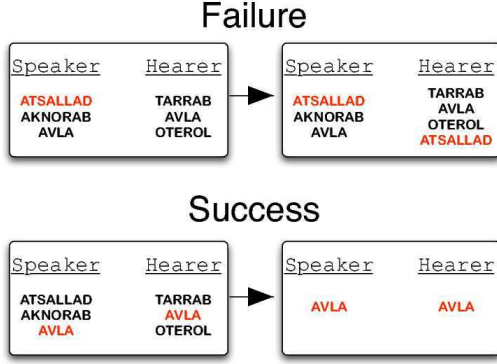 Failure
Speaker Hearer
ATSALLAD TARRAB
AKNORAB AVLA
AVLA OTEROL
Speaker Hearer
ATSALLAD TARRAB
AKNORAB AVLA
AVLA OTEROL
ATSALLAD
Success
Speaker Hearer
ATSALLAD TARRAB
AKNORAB AVLA
AVLA OTEROL
Speaker Hearer
AVLA AVLA